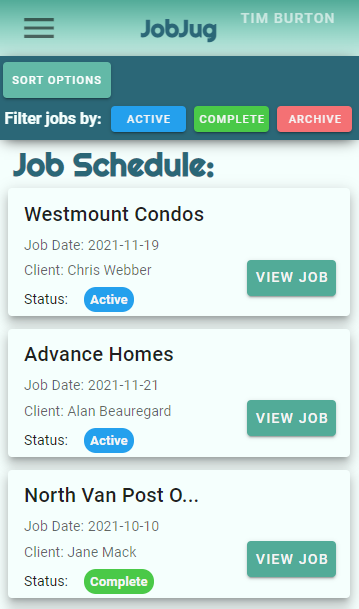 JobJug
TIM BURTON
SORT OPTIONS
Filter jobs by:
ACTIVE
COMPLETE
ARCHIVE
Job Schedule:
Westmount Condos
Job Date: 2021-11-19
Client: Chris Webber
Status: Active
VIEW JOB
Advance Homes
Job Date: 2021-11-21
Client: Alan Beauregard
Status: Active
VIEW JOB
North Van Post O...
Job Date: 2021-10-10
Client: Jane Mack
Status: Complete
VIEW JOB